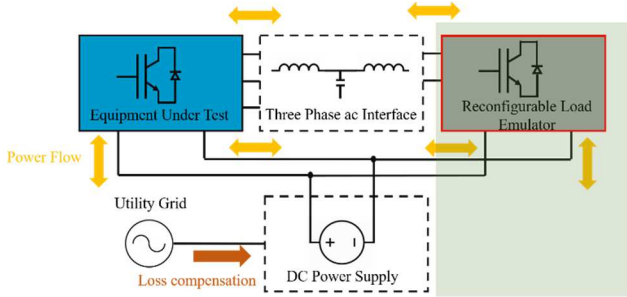 Equipment Under Test
Three Phase ac Interface
Reconfigurable Load
Emulator
Power Flow
Utility Grid
Loss compensation
DC Power Supply